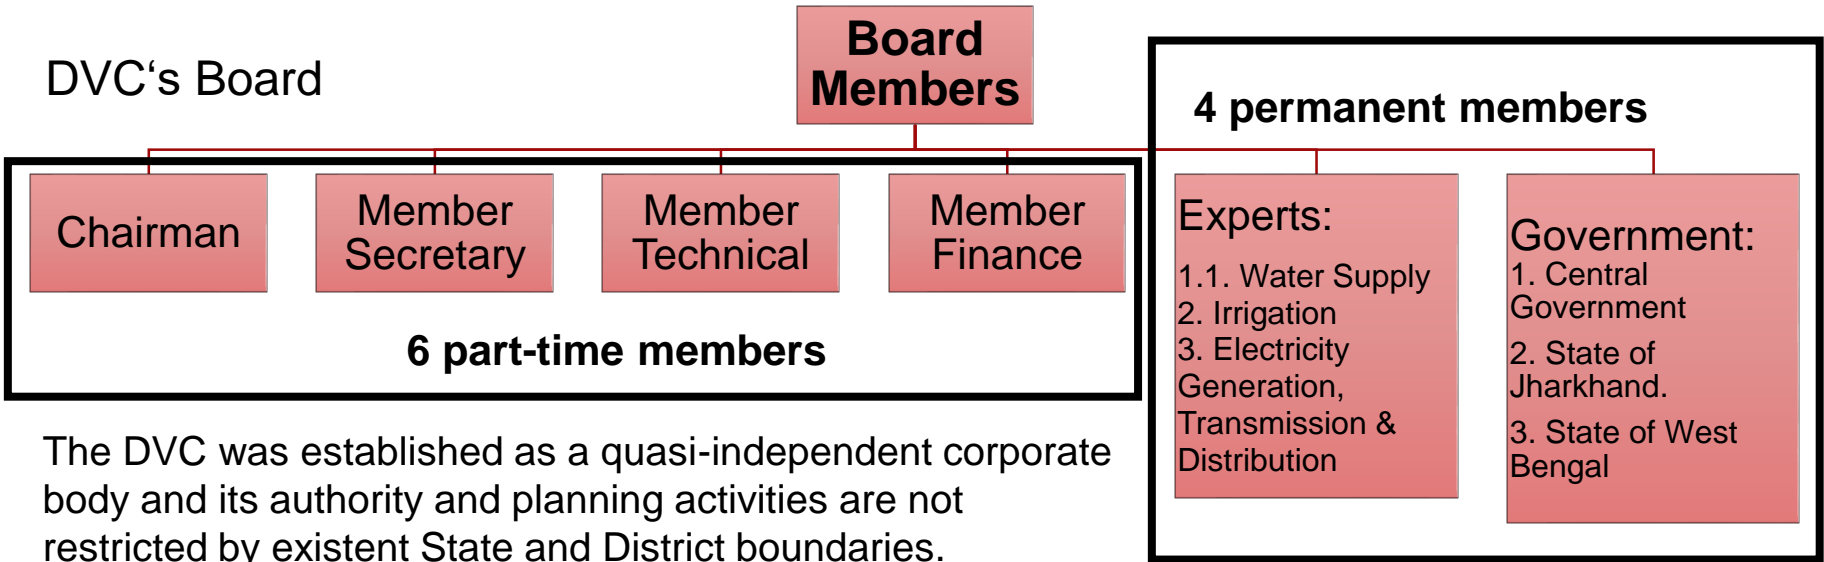 DVC‘s Board
Board
Members
4 permanent members
Chairman
Member
Secretary
Member
Technical
Member
Finance
6 part-time members
Experts:
1.1. Water Supply
2. Irrigation
3. Electricity
Generation,
Transmission &
Distribution
Government:
1. Central
Government
2. State of
Jharkhand.
3. State of West
Bengal
The DVC was established as a quasi-independent corporate
body and its authority and planning activities are not
restricted by existent State and District boundaries.